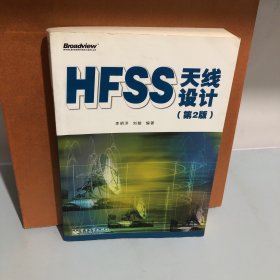 Broadview
HFSS天线
设计
(第2版)
李明洋 刘敏 编著
电子工业出版社